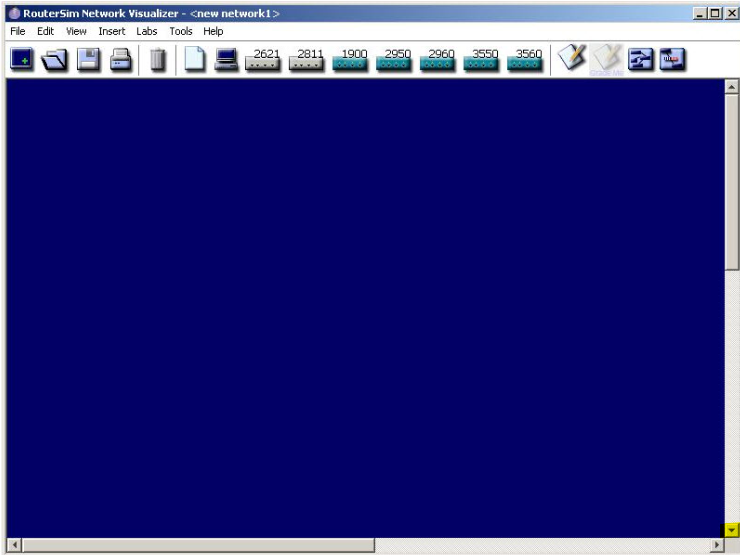 RouterSim Network Visualizer - <new network1>
File Edit View Insert Labs Tools Help
2621 2811 1900 2950 2960 3550 3560